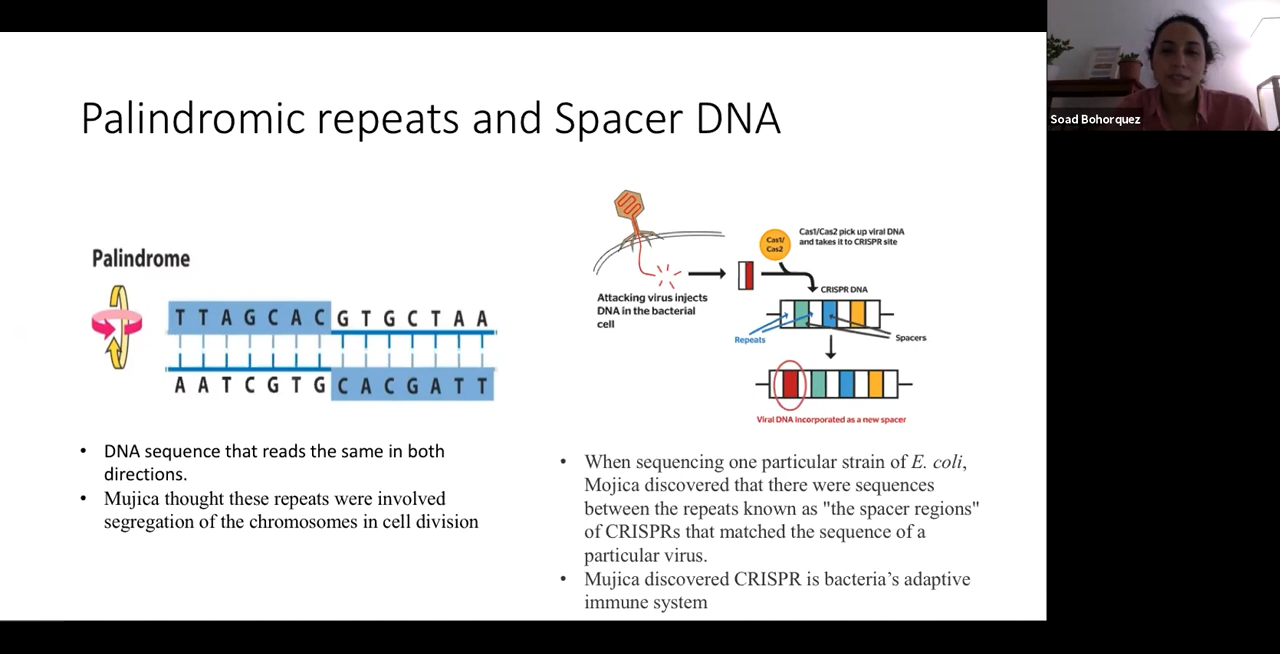 Palindromic repeats and Spacer DNA
Soad Bohorquez
Palindrome
T T A G C A C G T G C T A A
A A T C G T G C A C G A T T
DNA sequence that reads the same in both
directions.
Mujica thought these repeats were involved
segregation of the chromosomes in cell division
Attacking virus injects
DNA in the bacterial
cell
Cas1/
Cas2
Cas1/Cas2 pick up viral DNA
and takes it to CRISPR site
CRISPR DNA
Repeats
Spacers
Viral DNA incorporated as a new spacer
When sequencing one particular strain of E. coli,
Mojica discovered that there were sequences
between the repeats known as "the spacer regions"
of CRISPRs that matched the sequence of a
particular virus.
Mujica discovered CRISPR is bacteria’s adaptive
immune system